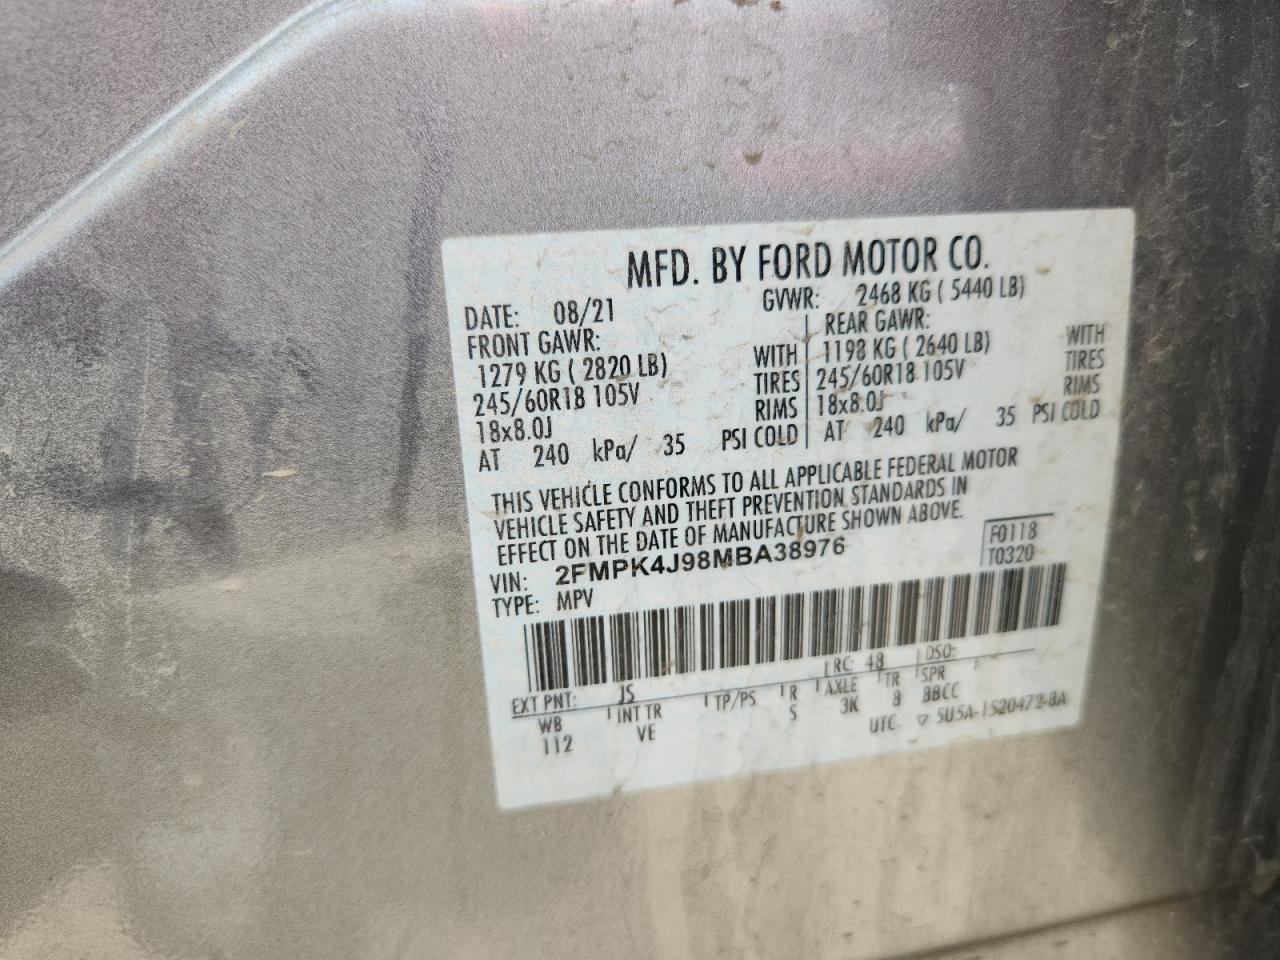 MFD. BY FORD MOTOR CO.
DATE: 08/21 GVWR: 2468 KG ( 5440 LB)
FRONT GAWR: REAR GAWR:
1279 KG ( 2820 LB) WITH 1198 KG ( 2640 LB) WITH
245/60R18 105V TIRES 245/60R18 105V TIRES
18x8.0J RIMS 18x8.0J RIMS
AT 240 kPa/ 35 PSI COLD AT 240 kPa/ 35 PSI COLD
THIS VEHICLE CONFORMS TO ALL APPLICABLE FEDERAL MOTOR
VEHICLE SAFETY AND THEFT PREVENTION STANDARDS IN
EFFECT ON THE DATE OF MANUFACTURE SHOWN ABOVE.
VIN: 2FMPK4J98MBA38976 F0118
TYPE: MPV T0320
EXT PNT: JS RC: 48 DSO:
WB INT TR TP/PS R AXLE TR SPR
112 VE S 3K 8 BBCC
UTC ▽ 5U5A-1520472-BA